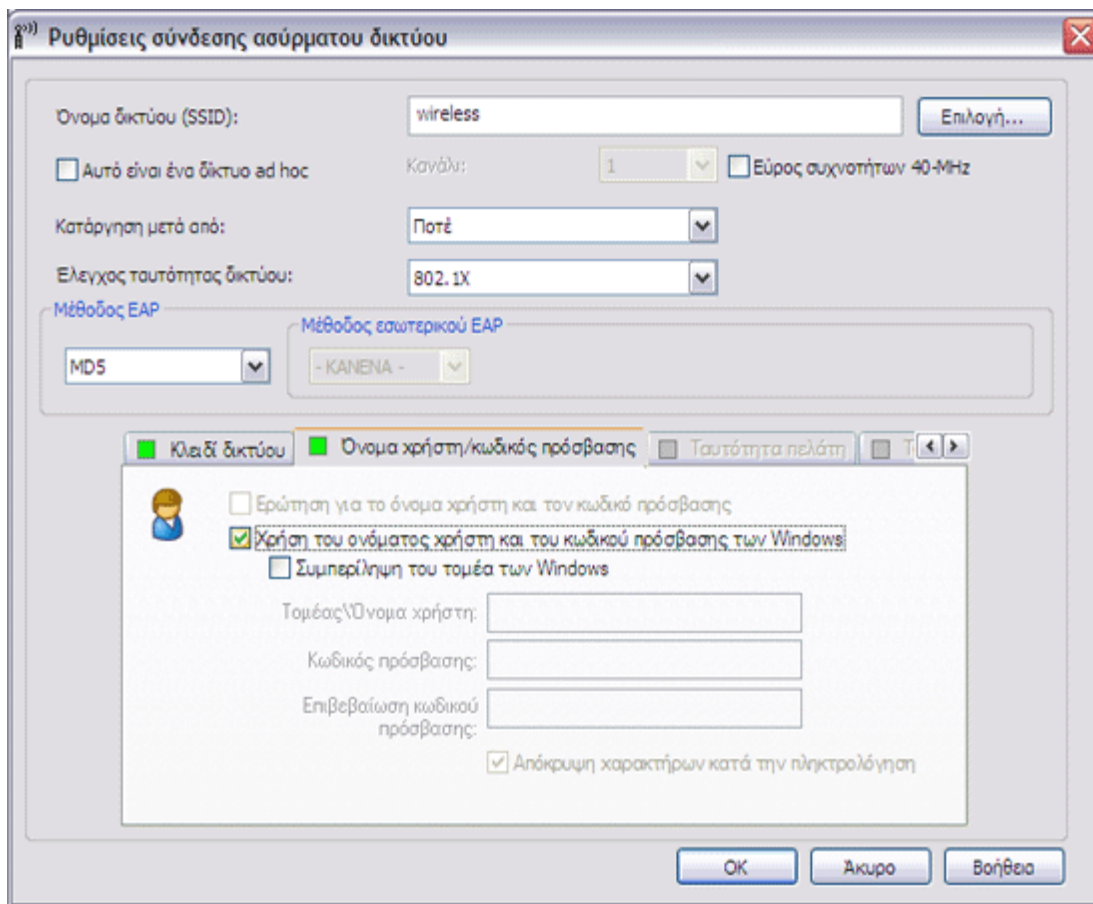 Ρυθμίσεις σύνδεσης ασύρματου δικτύου
Όνομα δικτύου (SSID): wireless Επιλογή...
Αυτό είναι ένα δίκτυο ad hoc Κανάλι: 1 Εύρος συχνοτήτων 40-MHz
Κατάργηση μετά από: Ποτέ
Έλεγχος ταυτότητας δικτύου: 802.1X
Μέθοδος EAP
Μέθοδος εσωτερικού EAP
MD5 - ΚΑΝΕΝΑ -
Κλειδί δικτύου Όνομα χρήστη/κωδικός πρόσβασης Ταυτότητα πελάτη
Ερώτηση για το όνομα χρήστη και τον κωδικό πρόσβασης
Χρήση του ονόματος χρήστη και του κωδικού πρόσβασης των Windows
Συμπερίληψη του τομέα των Windows
Τομέας\Όνομα χρήστη:
Κωδικός πρόσβασης:
Επιβεβαίωση κωδικού
πρόσβασης:
Απόκρυψη χαρακτήρων κατά την πληκτρολόγηση
OK Άκυρο Βοήθεια